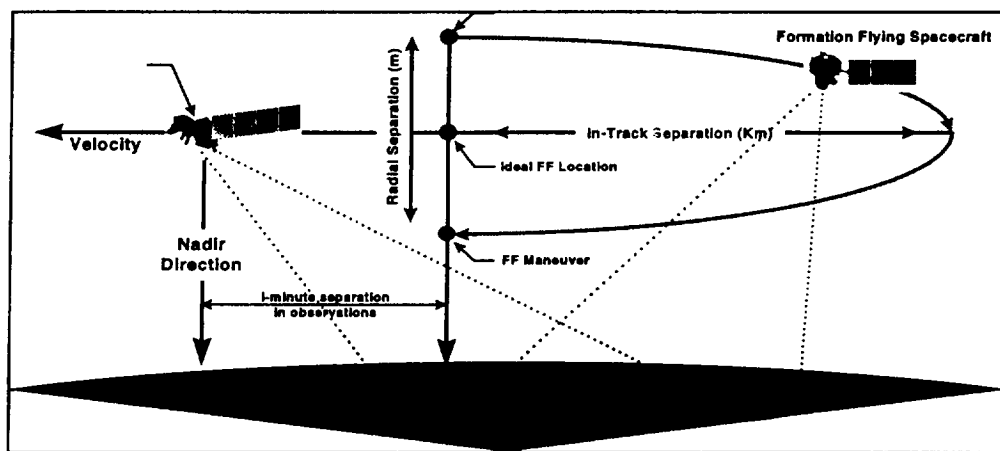 Formation Flying Spacecraft
Radial Separation (m)
Velocity
In-Track Separation (Km)
Ideal FF Location
Nadir
Direction
FF Maneuver
I-minute separation
in observations